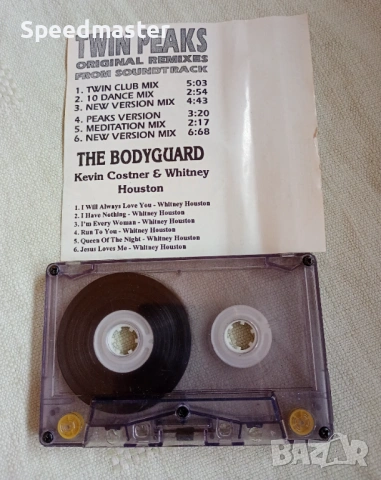 Speedmaster
TWIN PEAKS
ORIGINAL REMIXES
FROM SOUNDTRACK
1. TWIN CLUB MIX 5:03
2. 10 DANCE MIX 2:54
3. NEW VERSION MIX 4:43
4. PEAKS VERSION 3:20
5. MEDITATION MIX 2:17
6. NEW VERSION MIX 6:68
THE BODYGUARD
Kevin Costner & Whitney
Houston
1. I Will Always Love You - Whitney Houston
2. I Have Nothing - Whitney Houston
3. I'm Every Woman - Whitney Houston
4. Run To You - Whitney Houston
5. Queen Of The Night - Whitney Houston
6. Jesus Loves Me - Whitney Houston
BAZAR